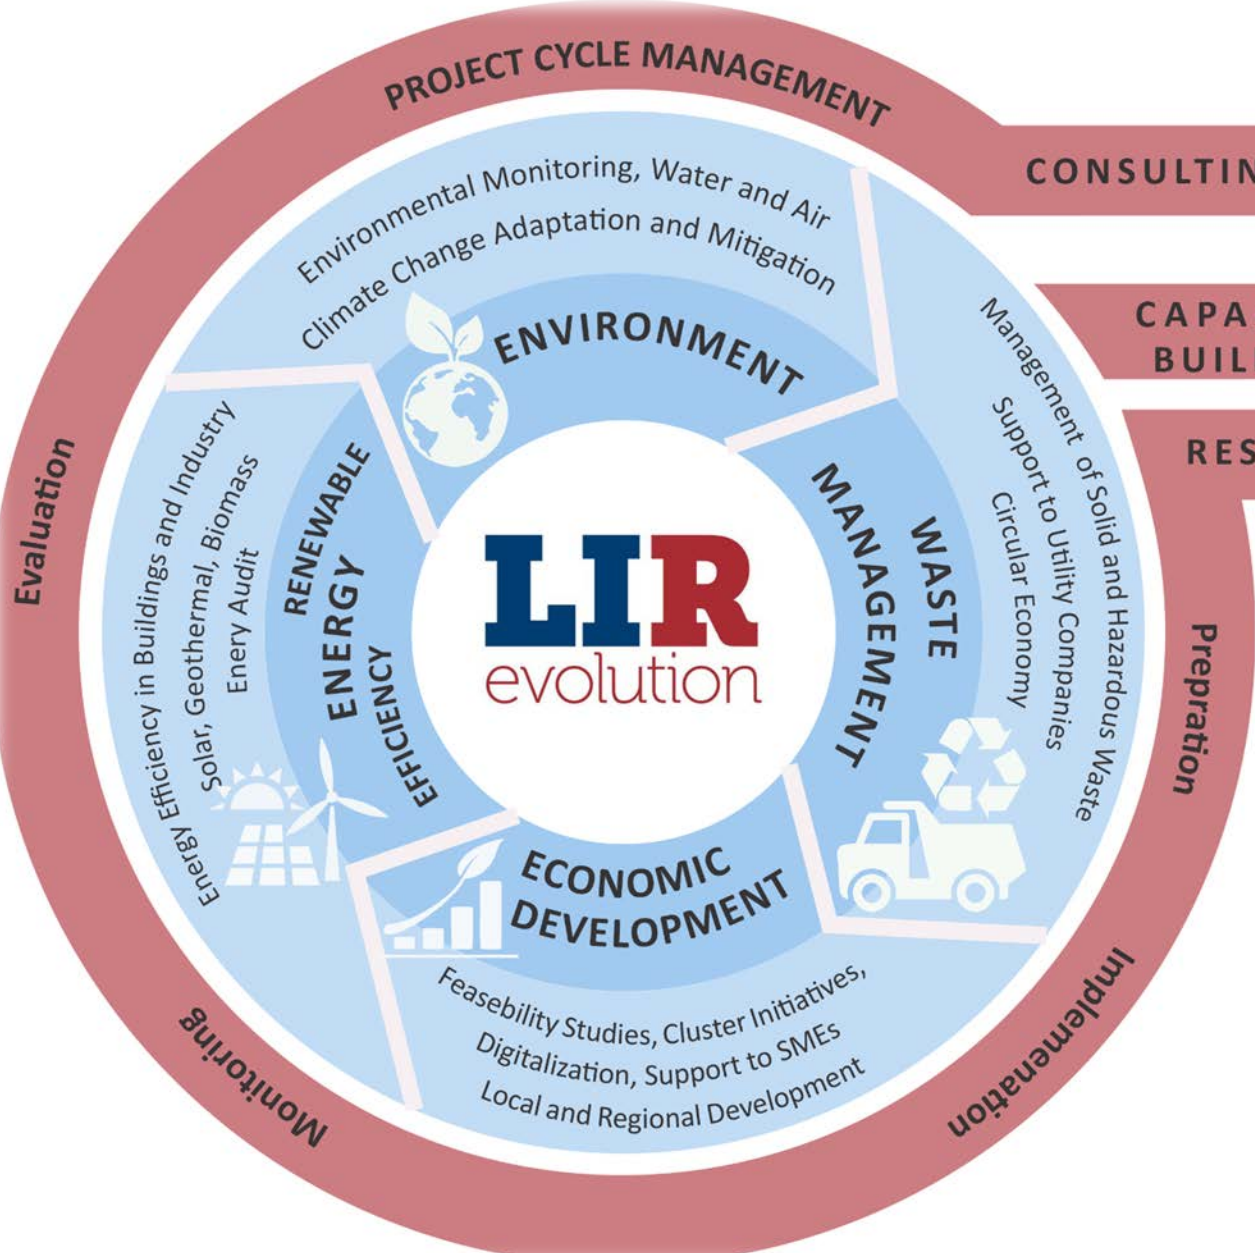 PROJECT CYCLE MANAGEMENT
CONSULTIN
CAPA
BUIL
RES
Environmental Monitoring, Water and Air
Climate Change Adaptation and Mitigation
ENVIRONMENT
Management of Solid and Hazardous Waste
Support to Utility Companies
Circular Economy
WASTE
MANAGEMENT
Energy Efficiency in Buildings and Industry
Solar, Geothermal, Biomass
Enery Audit
RENEWABLE
ENERGY
EFFICIENCY
LIR
evolution
ECONOMIC
DEVELOPMENT
Feasebility Studies, Cluster Initiatives,
Digitalization, Support to SMEs
Local and Regional Development
Prepration
Implemenation
Monitoring
Evaluation